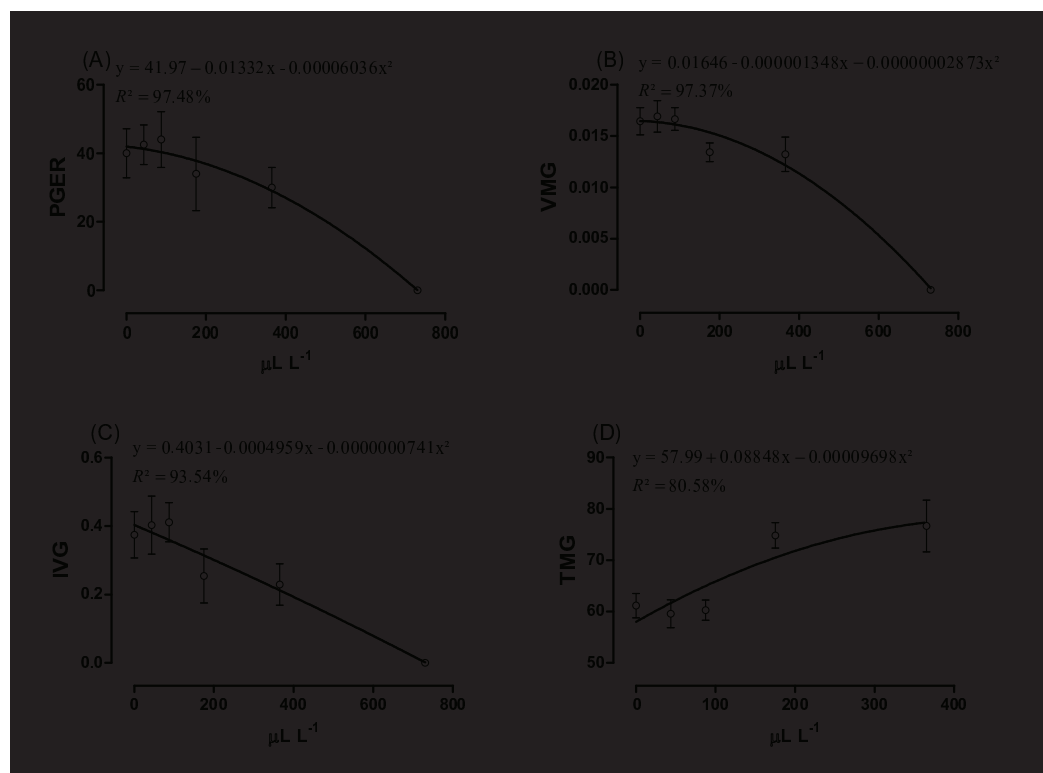 (A) y = 41.97 – 0.01332x - 0.00006036x²
R² = 97.48%
60
40
20
0
PGER
0 200 400 600 800
µL L⁻¹
(B) y = 0.01646 - 0.000001348x – 0.00000002873x²
R² = 97.37%
0.020
0.015
0.010
0.005
0.000
VMG
0 200 400 600 800
µL L⁻¹
(C) y = 0.4031 - 0.0004959x - 0.0000000741x²
R² = 93.54%
0.6
0.4
0.2
0.0
IVG
0 200 400 600 800
µL L⁻¹
(D) y = 57.99 + 0.08848x – 0.00009698x²
R² = 80.58%
90
80
70
60
50
TMG
0 100 200 300 400
µL L⁻¹